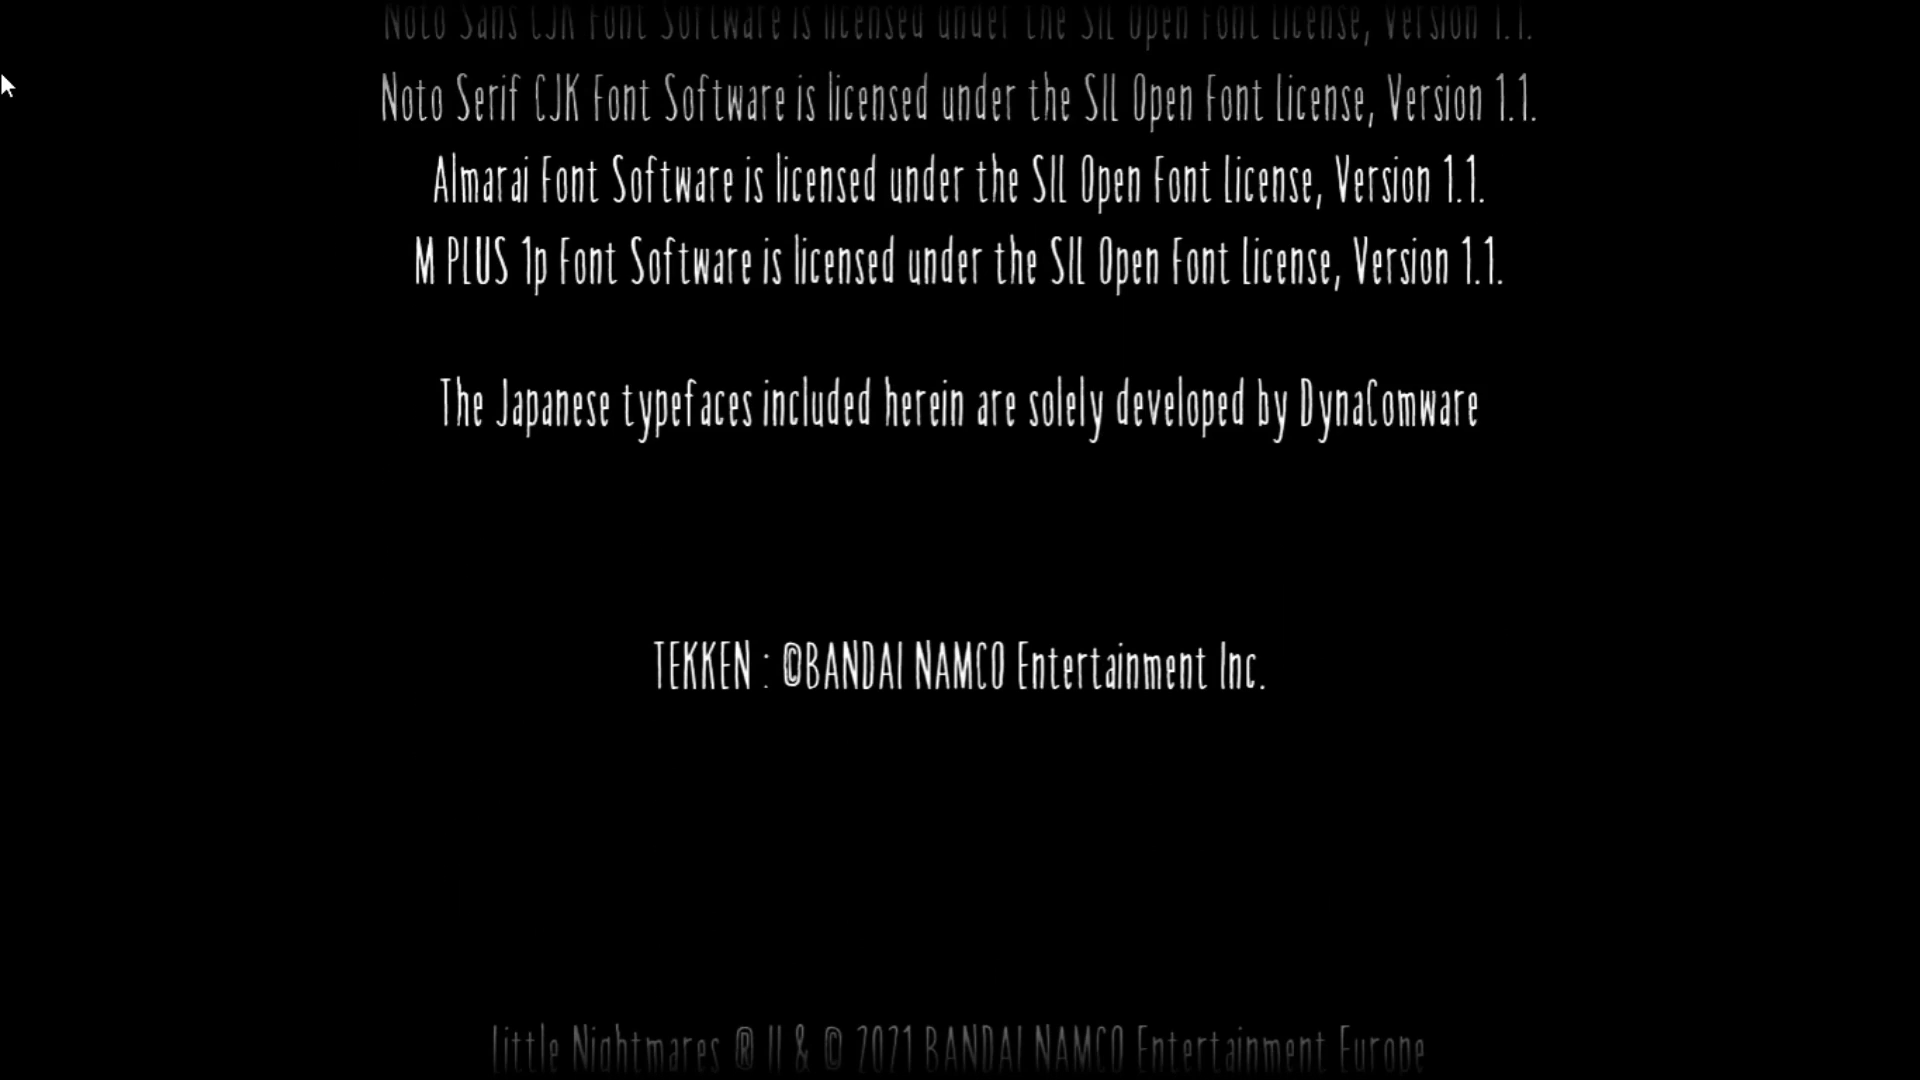 Noto Sans CJK Font Software is licensed under the SIL Open Font License, Version 1.1.
Noto Serif CJK Font Software is licensed under the SIL Open Font License, Version 1.1.
Almarai Font Software is licensed under the SIL Open Font License, Version 1.1.
M PLUS 1p Font Software is licensed under the SIL Open Font License, Version 1.1.
The Japanese typefaces included herein are solely developed by DynaComware
TEKKEN : ©BANDAI NAMCO Entertainment Inc.
Little Nightmares ® II & © 2021 BANDAI NAMCO Entertainment Europe